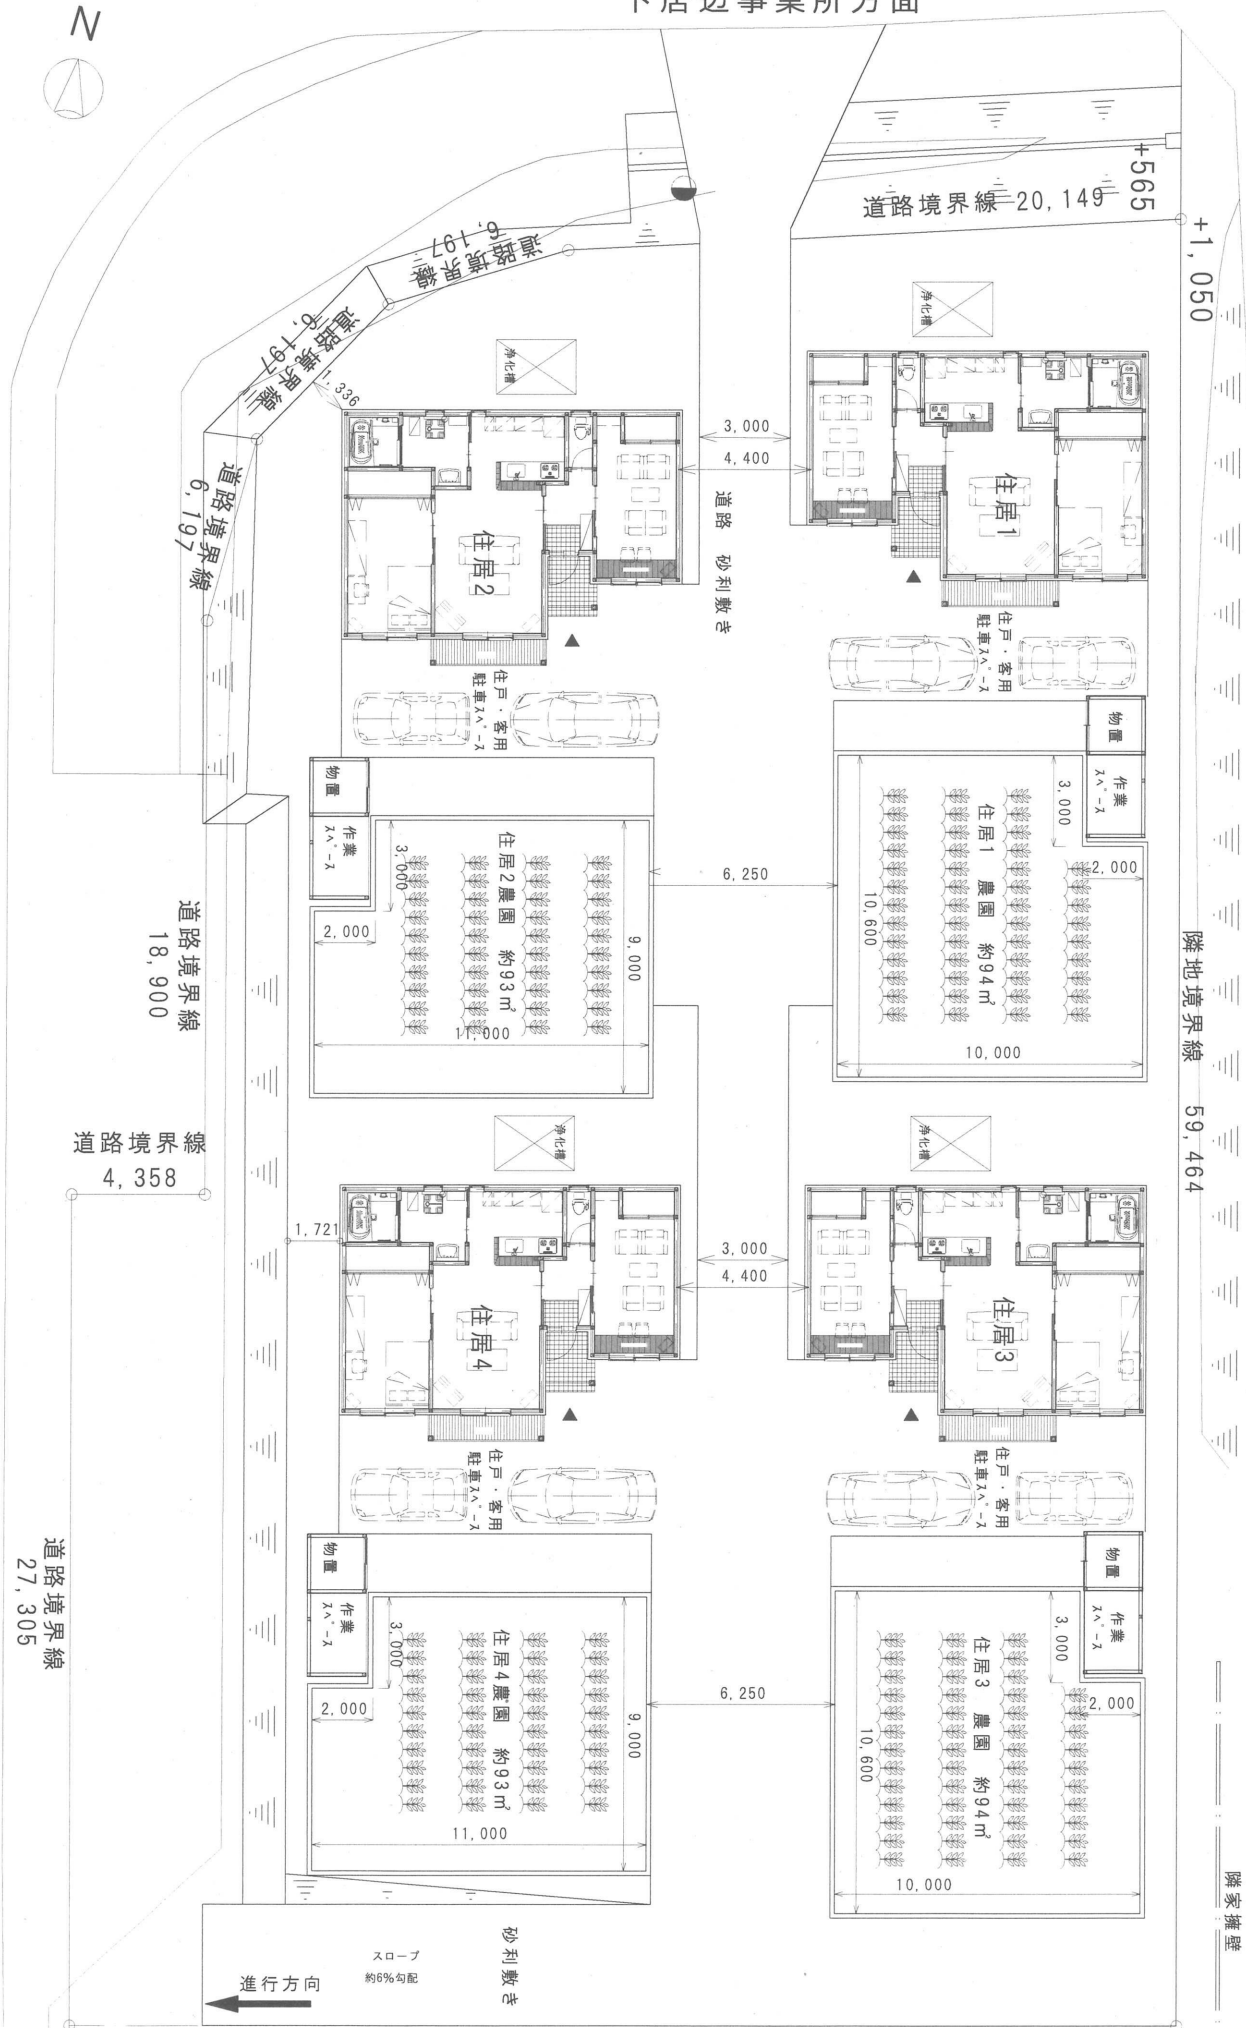 下居辺事業所方面
N
+565
道路境界線 20,149
+1,050
道路境界線
6,197
道路境界線
6,197
道路境界線
6,197
1,336
浄化槽
浄化槽
3,000
4,400
道路 砂利敷き
住居2
住居1
住戸・客用
駐車スペース
住戸・客用
駐車スペース
物置
作業
スペース
物置
作業
スペース
3,000
2,000
住居2農園 約93㎡
9,000
11,000
6,250
住居1 農園 約94㎡
3,000
2,000
10,600
10,000
道路境界線
18,900
隣地境界線 59,464
道路境界線
4,358
浄化槽
浄化槽
1,721
3,000
4,400
住居4
住居3
住戸・客用
駐車スペース
住戸・客用
駐車スペース
物置
作業
スペース
物置
作業
スペース
3,000
2,000
住居4農園 約93㎡
9,000
11,000
6,250
住居3 農園 約94㎡
3,000
2,000
10,600
10,000
道路境界線
27,305
隣家擁壁
砂利敷き
スロープ
約6%勾配
進行方向